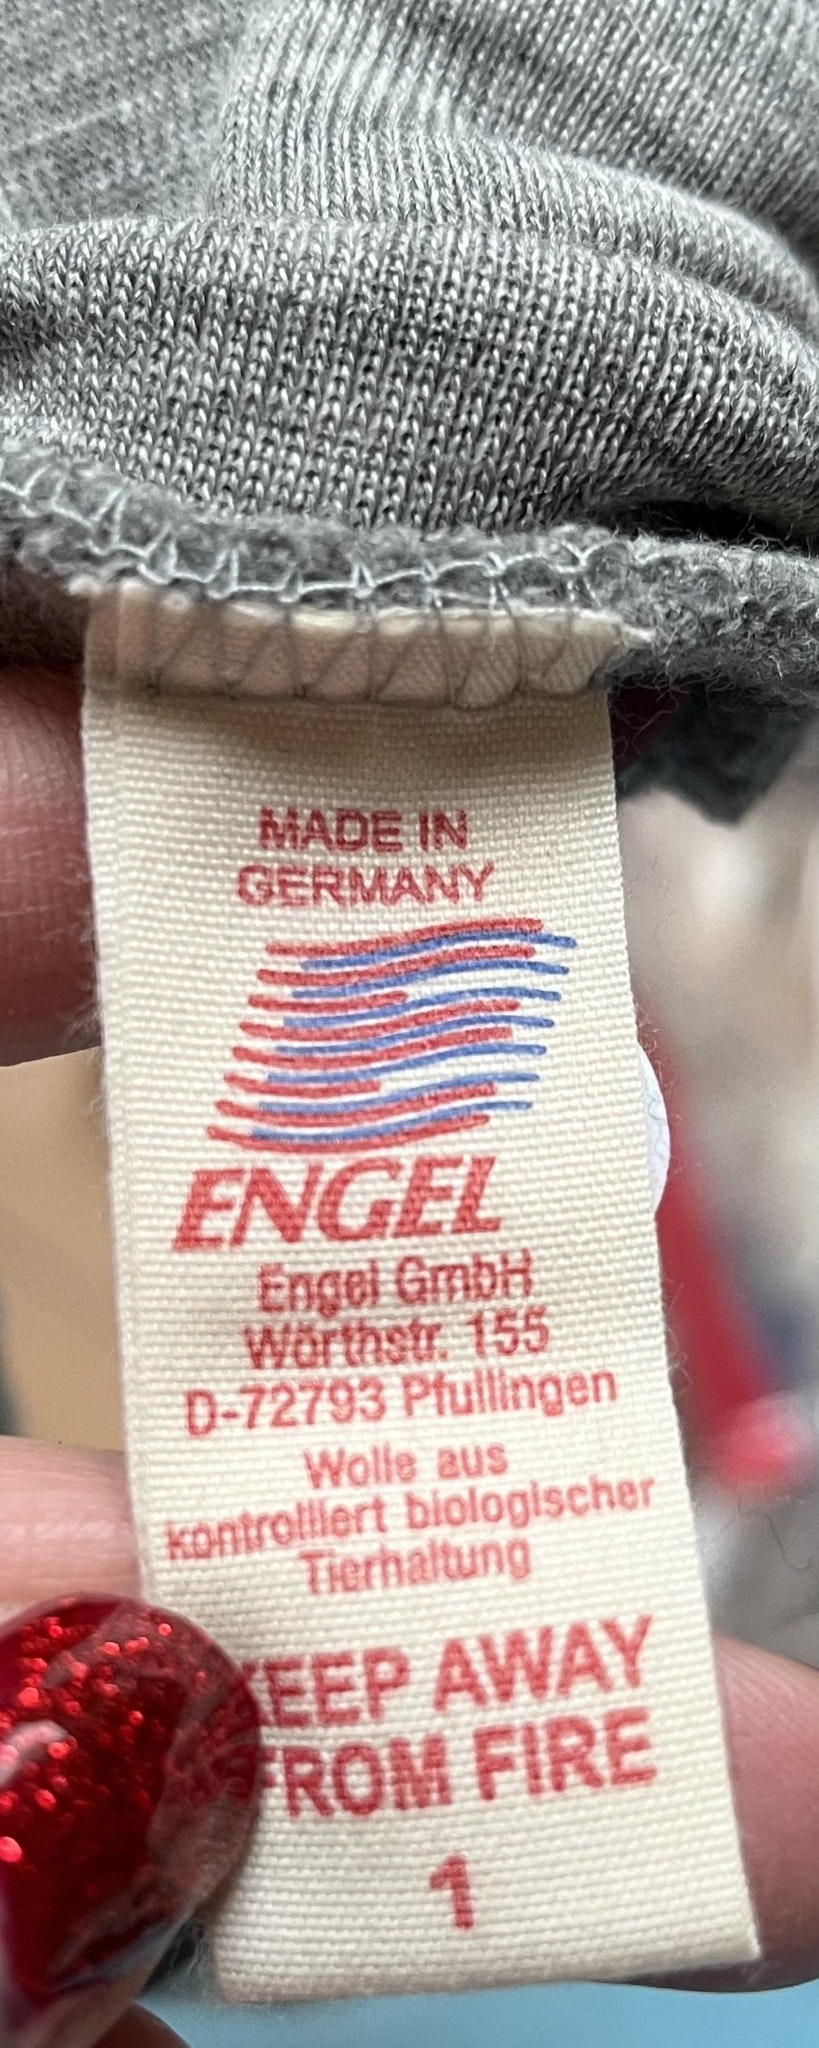 MADE IN
GERMANY
ENGEL
Engel GmbH
Wörthstr. 155
D-72793 Pfullingen
Wolle aus
kontrolliert biologischer
Tierhaltung
KEEP AWAY
FROM FIRE
1